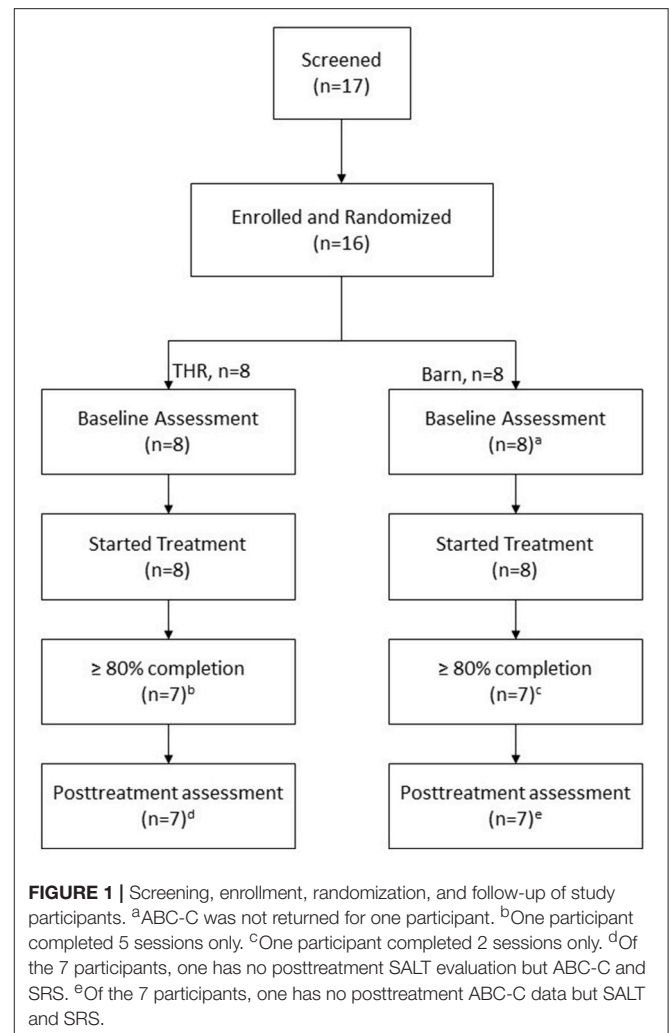 Screened
(n=17)
Enrolled and Randomized
(n=16)
THR, n=8
Barn, n=8
Baseline Assessment
(n=8)
Baseline Assessment
(n=8)ᵃ
Started Treatment
(n=8)
Started Treatment
(n=8)
≥ 80% completion
(n=7)ᵇ
≥ 80% completion
(n=7)ᶜ
Posttreatment assessment
(n=7)ᵈ
Posttreatment assessment
(n=7)ᵉ
FIGURE 1 | Screening, enrollment, randomization, and follow-up of study
participants. ᵃABC-C was not returned for one participant. ᵇOne participant
completed 5 sessions only. ᶜOne participant completed 2 sessions only. ᵈOf
the 7 participants, one has no posttreatment SALT evaluation but ABC-C and
SRS. ᵉOf the 7 participants, one has no posttreatment ABC-C data but SALT
and SRS.